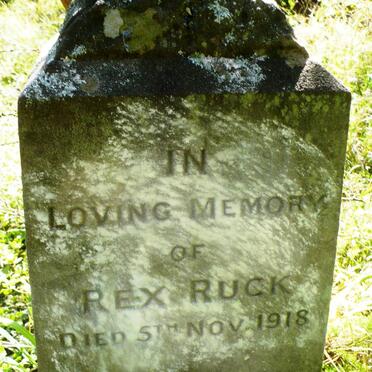 IN
LOVING MEMORY
OF
REX RUCK
DIED 5TH NOV. 1918